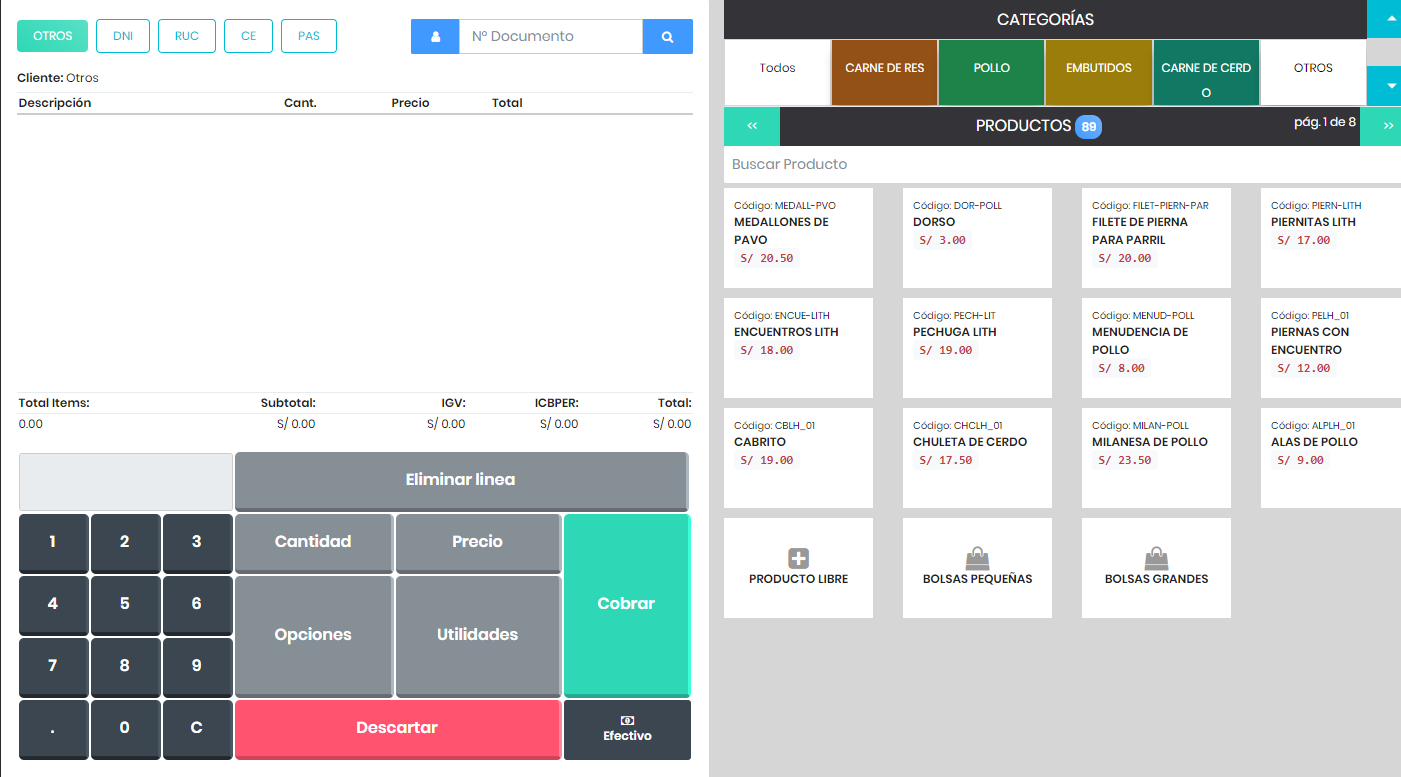 OTROS DNI RUC CE PAS Nº Documento
Cliente: Otros
Descripción Cant. Precio Total
Total Items: Subtotal: IGV: ICBPER: Total:
0.00 S/ 0.00 S/ 0.00 S/ 0.00 S/ 0.00
Eliminar linea
1 2 3 Cantidad Precio
4 5 6 Cobrar
Opciones Utilidades
7 8 9
. 0 C Descartar Efectivo
CATEGORÍAS
Todos CARNE DE RES POLLO EMBUTIDOS CARNE DE CERD OTROS
O
<< PRODUCTOS 89 pág. 1 de 8 >>
Buscar Producto
Código: MEDALL-PVO
MEDALLONES DE
PAVO
S/ 20.50
Código: DOR-POLL
DORSO
S/ 3.00
Código: FILET-PIERN-PAR
FILETE DE PIERNA
PARA PARRIL
S/ 20.00
Código: PIERN-LITH
PIERNITAS LITH
S/ 17.00
Código: ENCUE-LITH
ENCUENTROS LITH
S/ 18.00
Código: PECH-LIT
PECHUGA LITH
S/ 19.00
Código: MENUD-POLL
MENUDENCIA DE
POLLO
S/ 8.00
Código: PELH_01
PIERNAS CON
ENCUENTRO
S/ 12.00
Código: CBLH_01
CABRITO
S/ 19.00
Código: CHCLH_01
CHULETA DE CERDO
S/ 17.50
Código: MILAN-POLL
MILANESA DE POLLO
S/ 23.50
Código: ALPLH_01
ALAS DE POLLO
S/ 9.00
PRODUCTO LIBRE
BOLSAS PEQUEÑAS
BOLSAS GRANDES